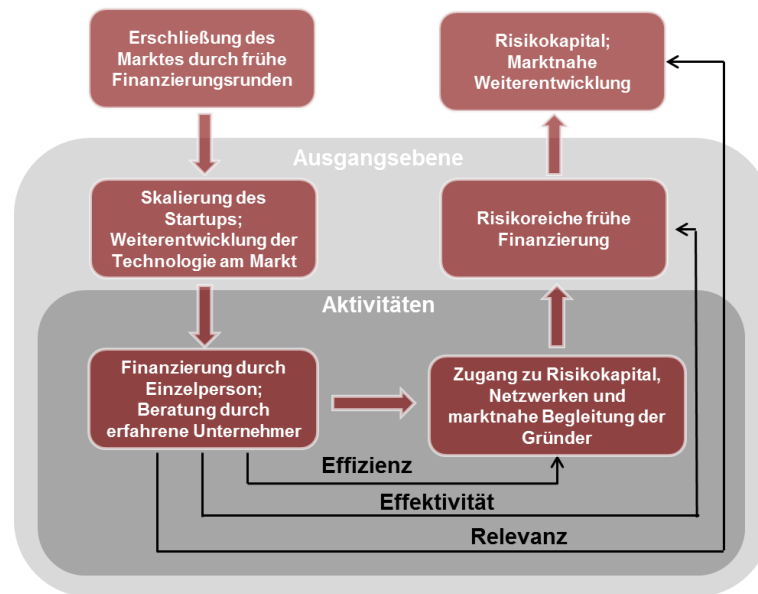 Erschließung des
Marktes durch frühe
Finanzierungsrunden
Risikokapital;
Marktnahe
Weiterentwicklung
Ausgangsebene
Skalierung des
Startups;
Weiterentwicklung der
Technologie am Markt
Risikoreiche frühe
Finanzierung
Aktivitäten
Finanzierung durch
Einzelperson;
Beratung durch
erfahrene Unternehmer
Zugang zu Risikokapital,
Netzwerken und
marktnahe Begleitung der
Gründer
Effizienz
Effektivität
Relevanz